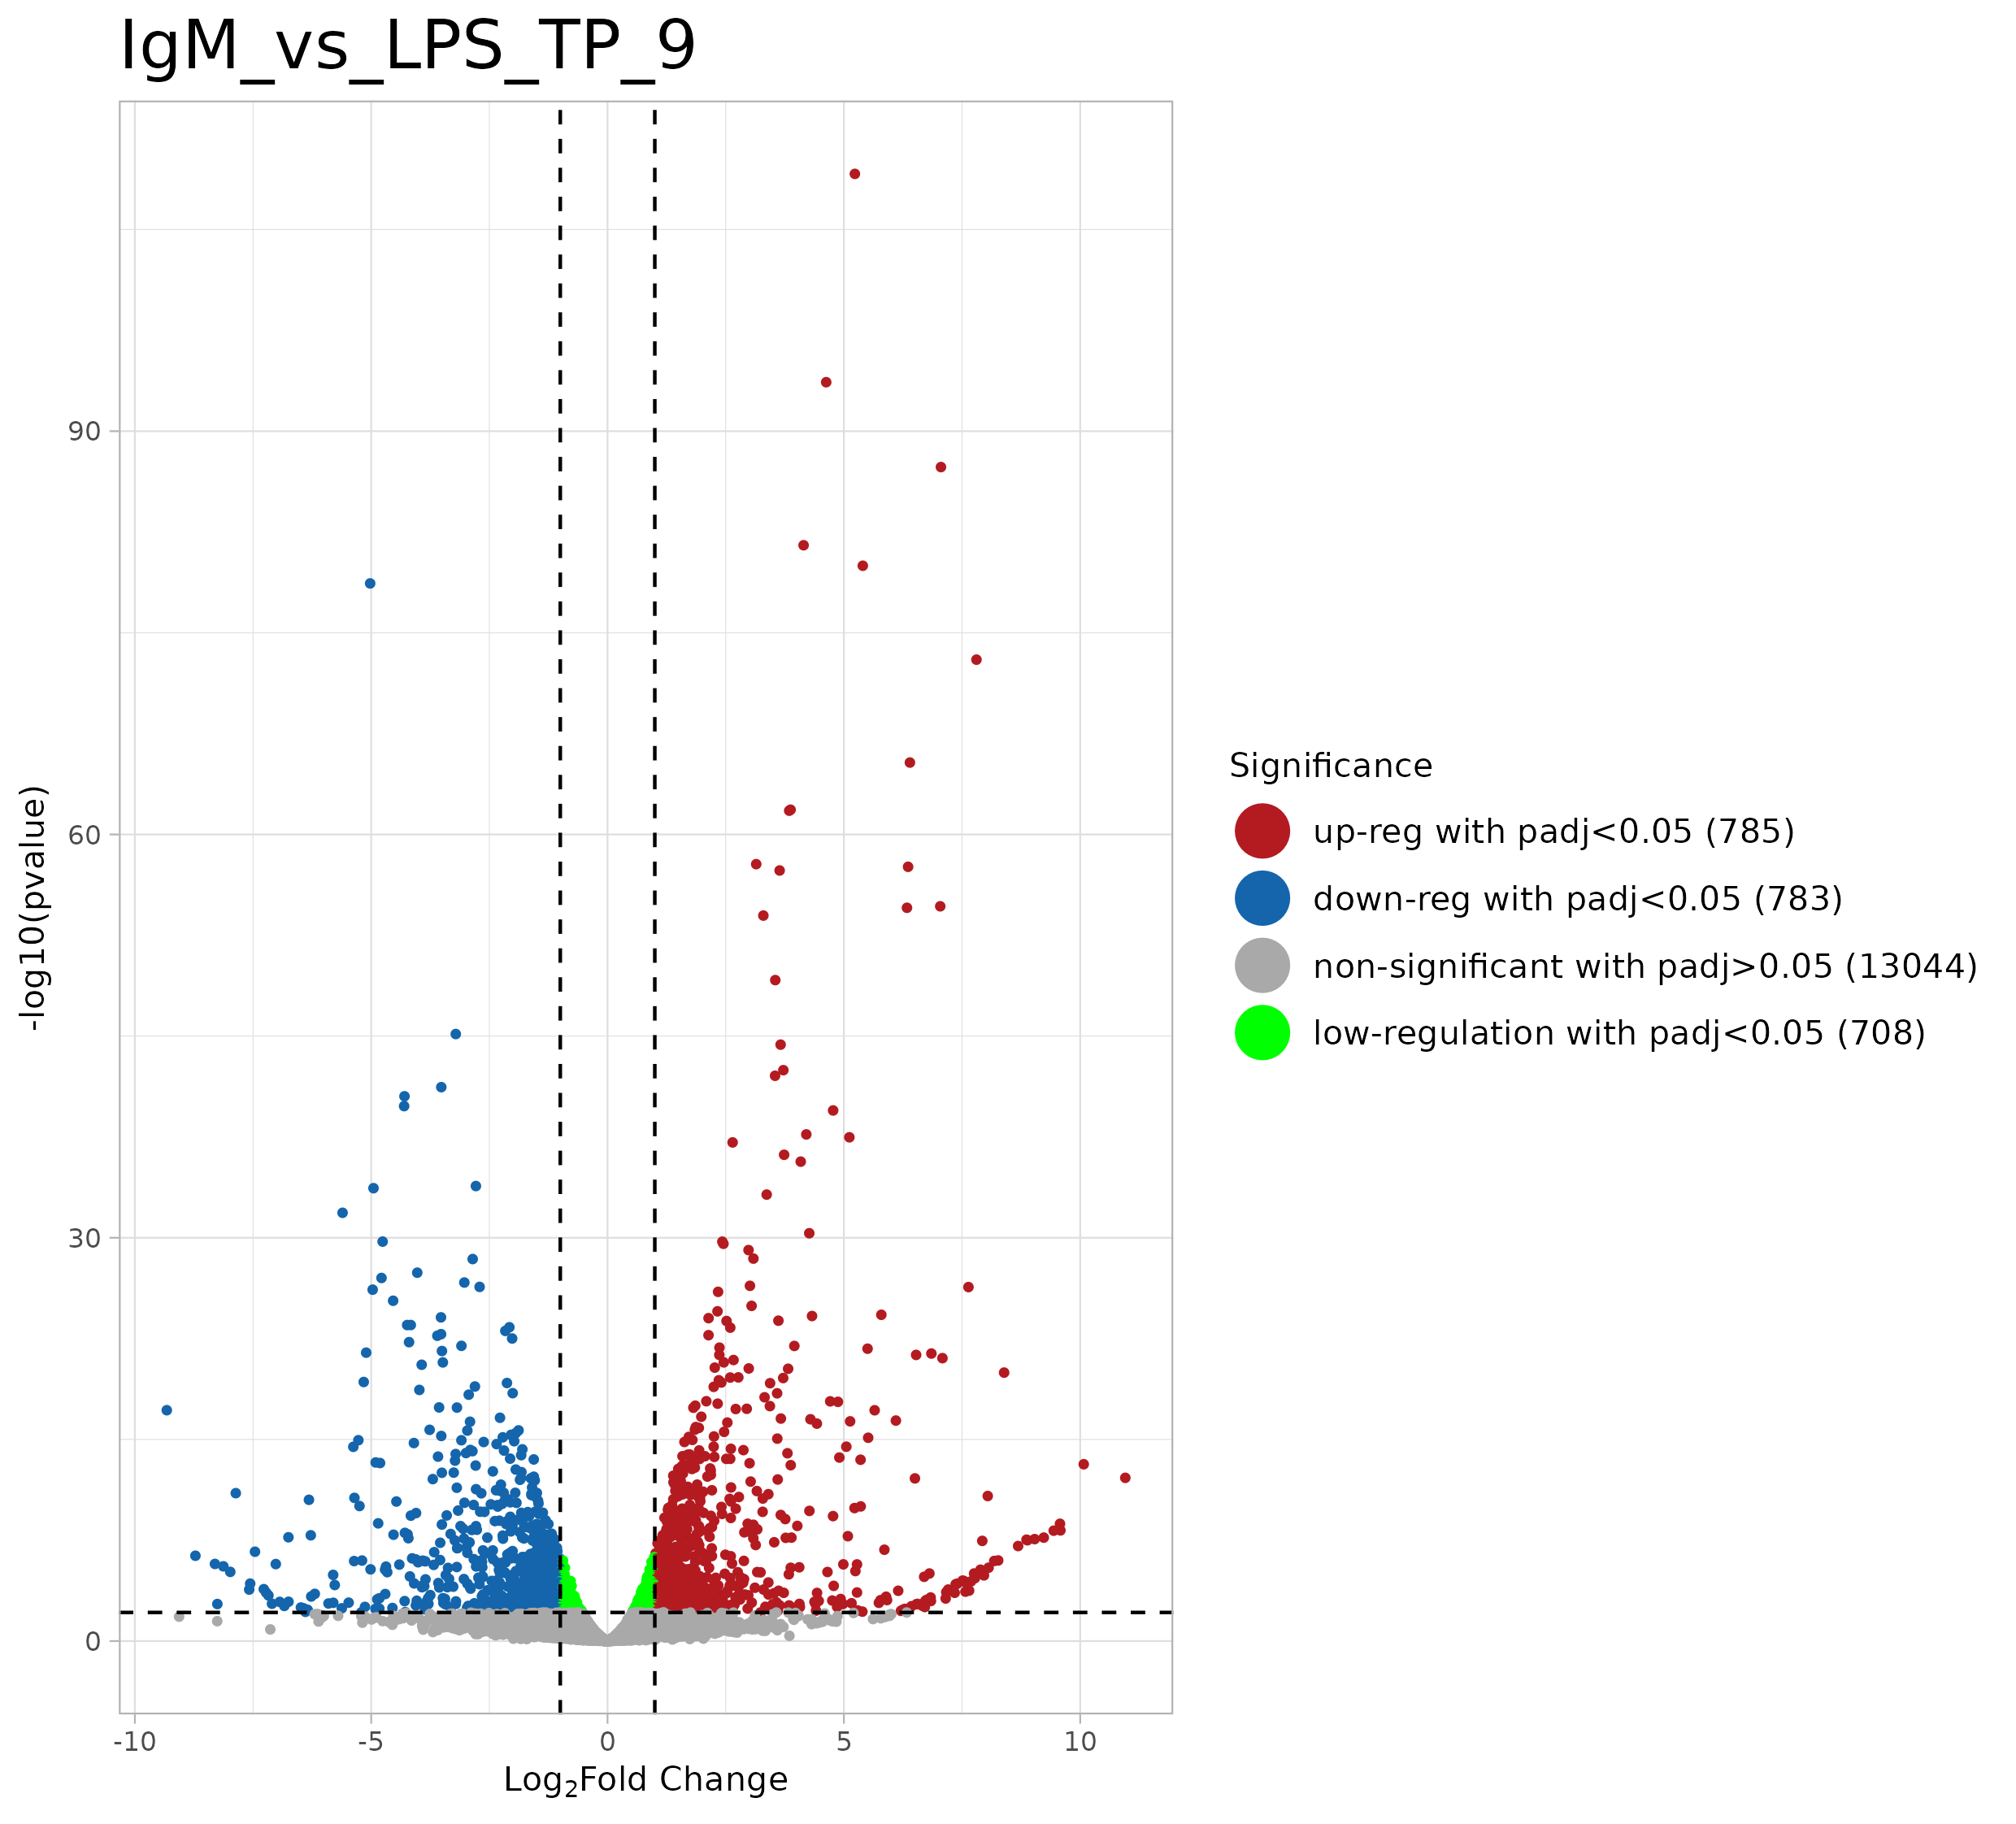 IgM_vs_LPS_TP_9
90
60
30
0
-10
-5
0
5
10
-log10(pvalue)
Log₂Fold Change
Significance
up-reg with padj<0.05 (785)
down-reg with padj<0.05 (783)
non-significant with padj>0.05 (13044)
low-regulation with padj<0.05 (708)